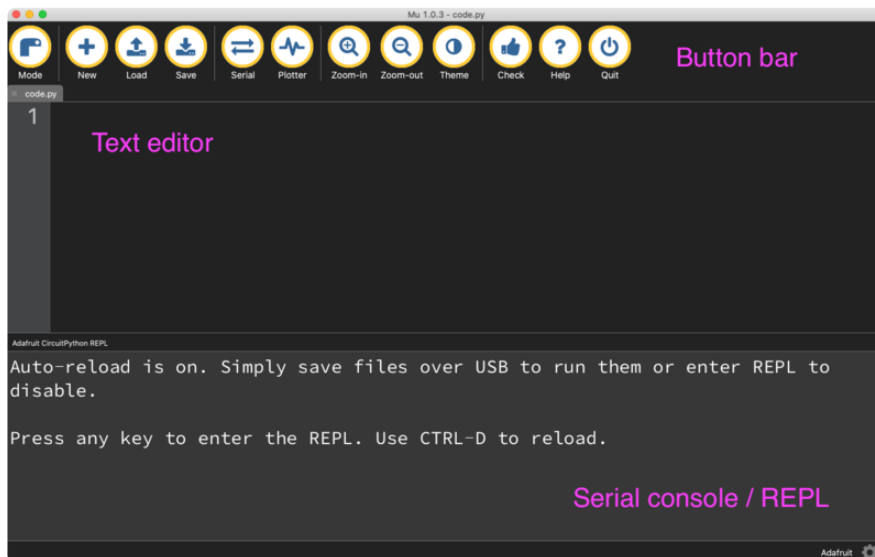 Mu 1.0.3 - code.py
Mode New Load Save Serial Plotter Zoom-in Zoom-out Theme Check Help Quit
Button bar
code.py
1
Text editor
Adafruit CircuitPython REPL
Auto-reload is on. Simply save files over USB to run them or enter REPL to
disable.
Press any key to enter the REPL. Use CTRL-D to reload.
Serial console / REPL
Adafruit